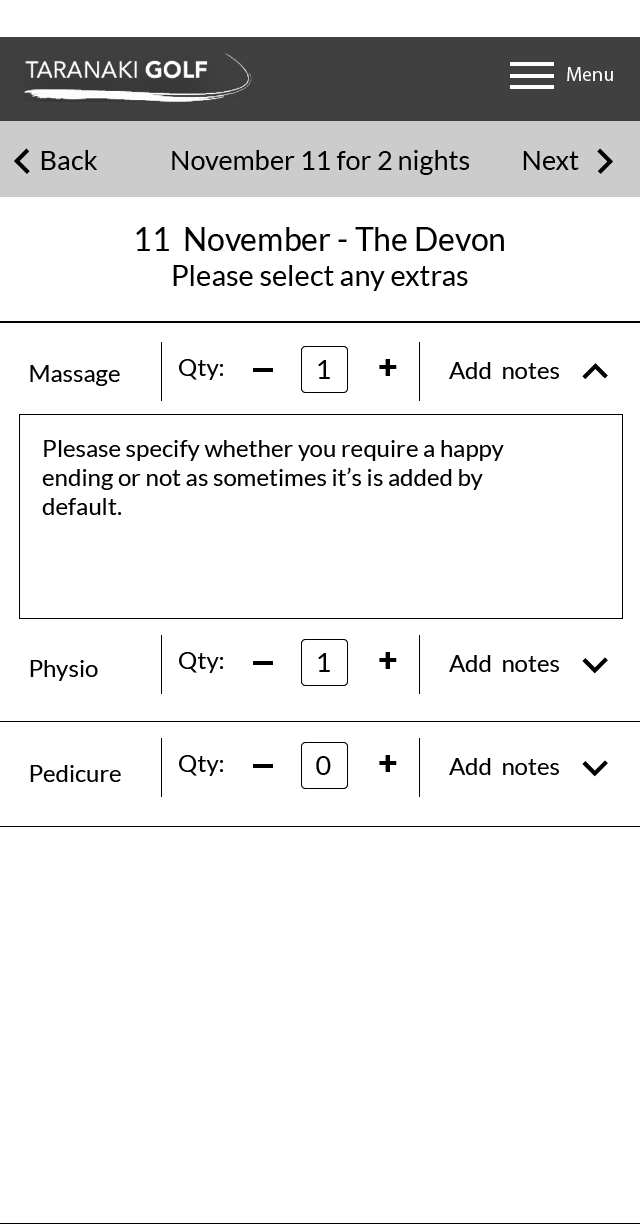 TARANAKI GOLF
Menu
Back November 11 for 2 nights Next
11 November - The Devon
Please select any extras
Massage Qty: – 1 + Add notes
Plesase specify whether you require a happy
ending or not as sometimes it’s is added by
default.
Physio Qty: – 1 + Add notes
Pedicure Qty: – 0 + Add notes